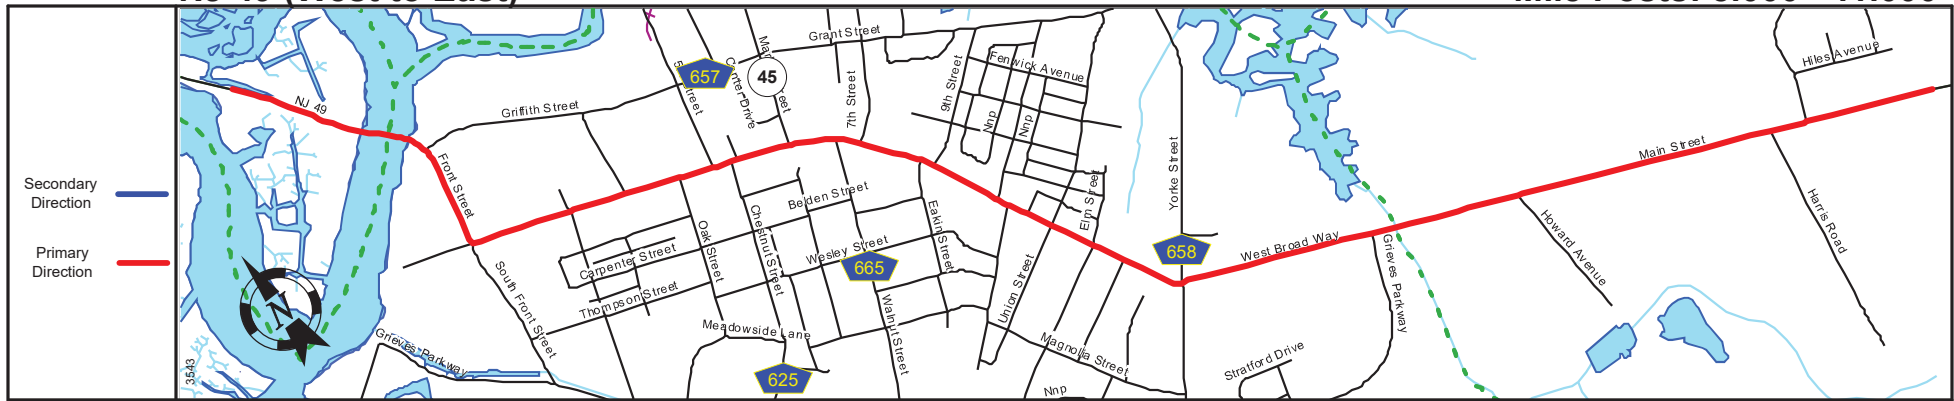 Secondary
Direction
Primary
Direction
3543
NJ 49
Griffith Street
Front Street
South Front Street
Grieves Parkway
657
45
Grant Street
7th Street
9th Street
Fenwick Avenue
Nnp
Nnp
Elm Street
Yorke Street
Belden Street
Wesley Street
665
Carpenter Street
Thompson Street
Oak Street
Chestnut Street
Eakin Street
Walnut Street
Union Street
Meadowside Lane
625
Magnolia Street
Nnp
658
West Broad Way
Grieves Parkway
Stratford Drive
Main Street
Hiles Avenue
Howard Avenue
Harris Road
N